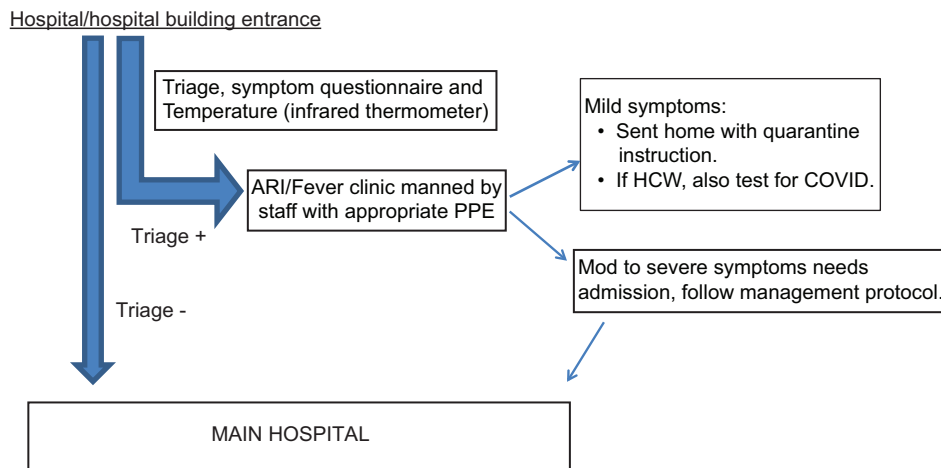 Hospital/hospital building entrance
Triage, symptom questionnaire and
Temperature (infrared thermometer)
Mild symptoms:
• Sent home with quarantine
instruction.
• If HCW, also test for COVID.
ARI/Fever clinic manned by
staff with appropriate PPE
Triage +
Mod to severe symptoms needs
admission, follow management protocol.
Triage -
MAIN HOSPITAL